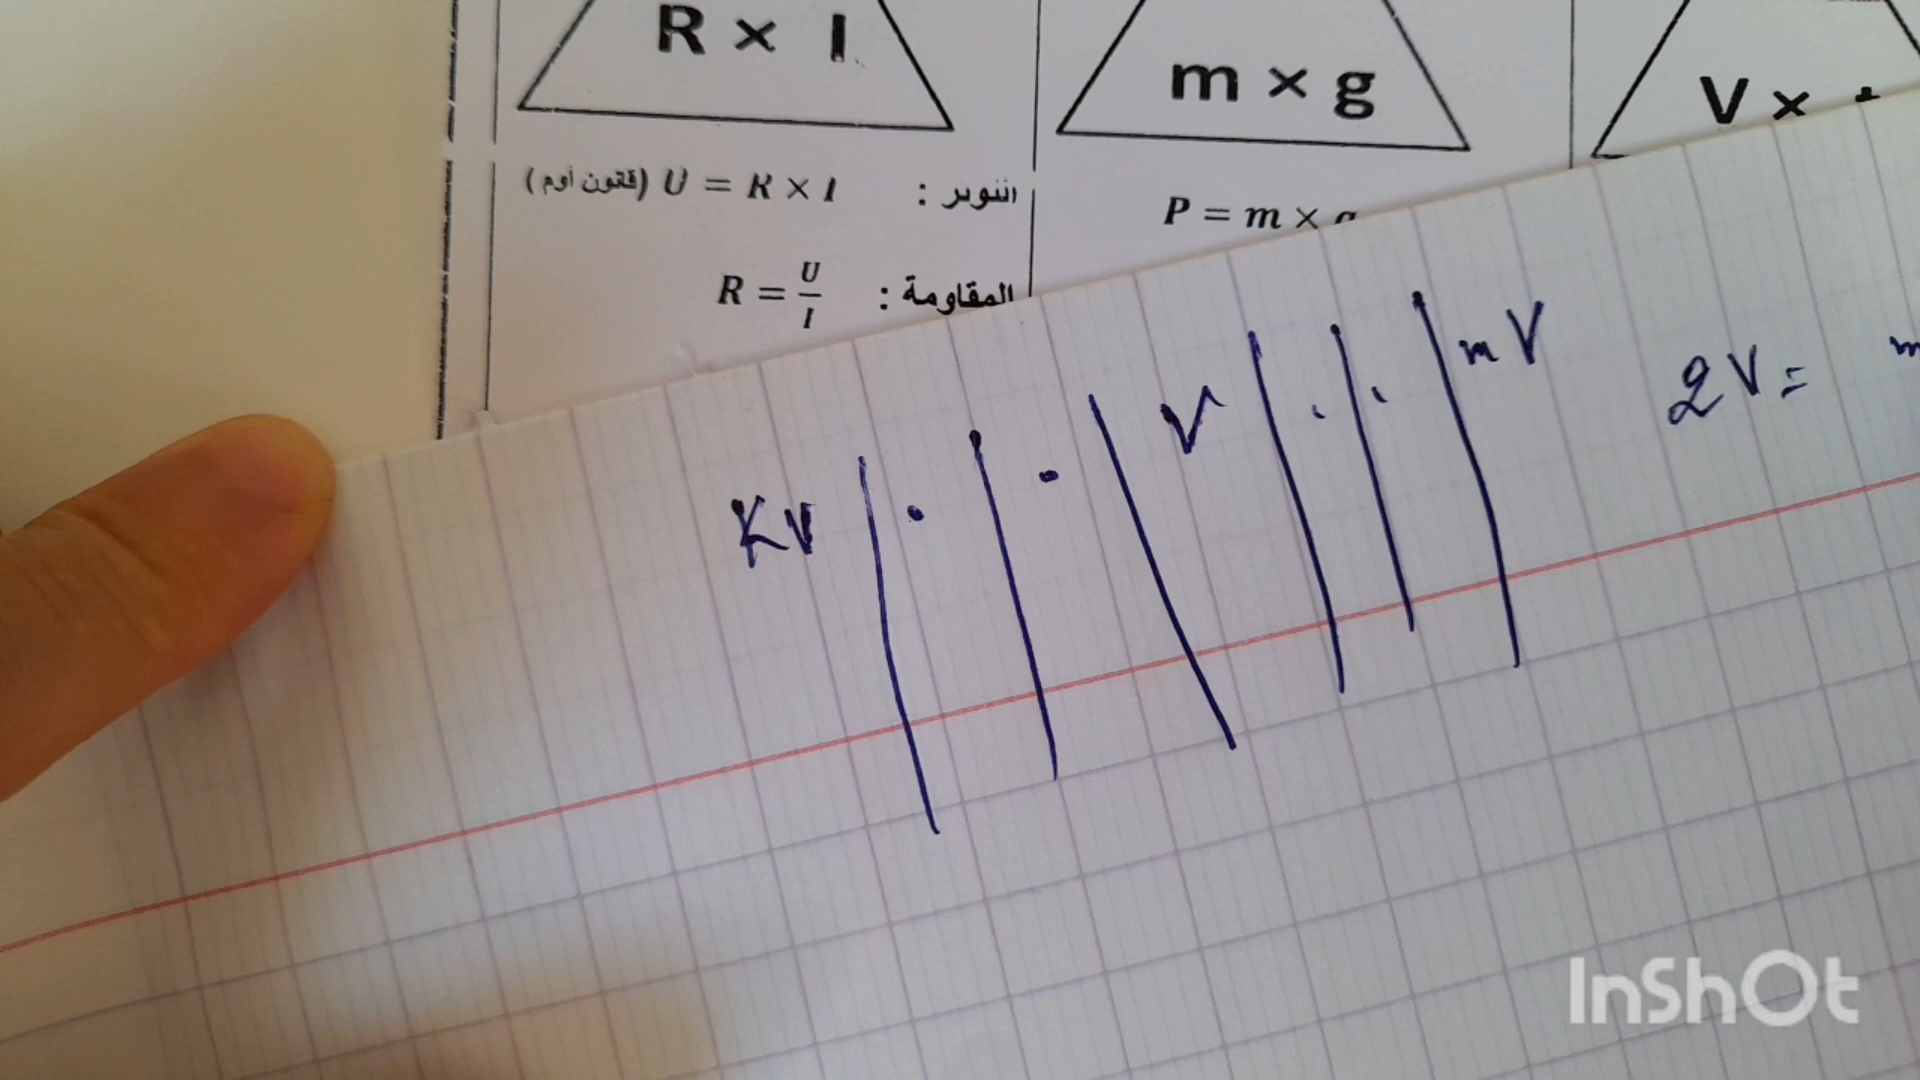 R × I
m × g
V ×
التوتر : U = R × I (قانون أوم)
P = m ×
المقاومة : R = U/I
KV . . V . . mV
2V =
InShOt